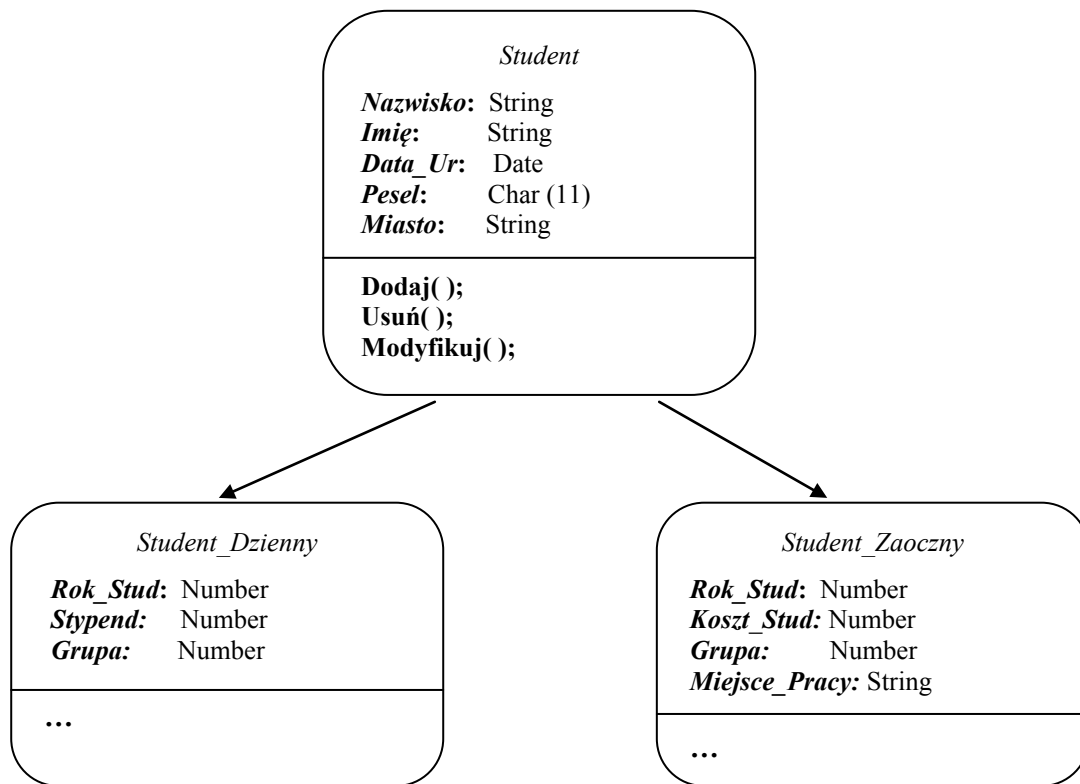 Student
Nazwisko: String
Imię: String
Data_Ur: Date
Pesel: Char (11)
Miasto: String
Dodaj( );
Usuń( );
Modyfikuj( );
Student_Dzienny
Rok_Stud: Number
Stypend: Number
Grupa: Number
...
Student_Zaoczny
Rok_Stud: Number
Koszt_Stud: Number
Grupa: Number
Miejsce_Pracy: String
...